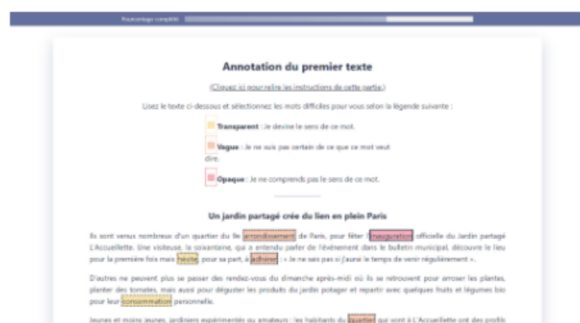 Pourcentage complété
Annotation du premier texte
(Cliquez ici pour relire les instructions de cette partie.)
Lisez le texte ci-dessous et sélectionnez les mots difficiles pour vous selon la légende suivante :
Transparent : Je devine le sens de ce mot.
Vague : Je ne suis pas certain de ce que ce mot veut
dire.
Opaque : Je ne comprends pas le sens de ce mot.
Un jardin partagé crée du lien en plein Paris
Ils sont venus nombreux d'un quartier du 9e arrondissement de Paris, pour fêter l'inauguration officielle du Jardin partagé
L'Accueillette. Une visiteuse, la soixantaine, qui a entendu parler de l'événement dans le bulletin municipal, découvre le lieu
pour la première fois mais hésite, pour sa part, à adhérer : « Je ne sais pas si j'aurai le temps de venir régulièrement ».
D'autres ne peuvent plus se passer des rendez-vous du dimanche après-midi où ils se retrouvent pour arroser les plantes,
planter des tomates, mais aussi pour déguster les produits du jardin potager et repartir avec quelques fruits et légumes bio
pour leur consommation personnelle.
Jeunes et moins jeunes, jardiniers expérimentés ou amateurs : les habitants du quartier qui vont à L'Accueillette ont des profils